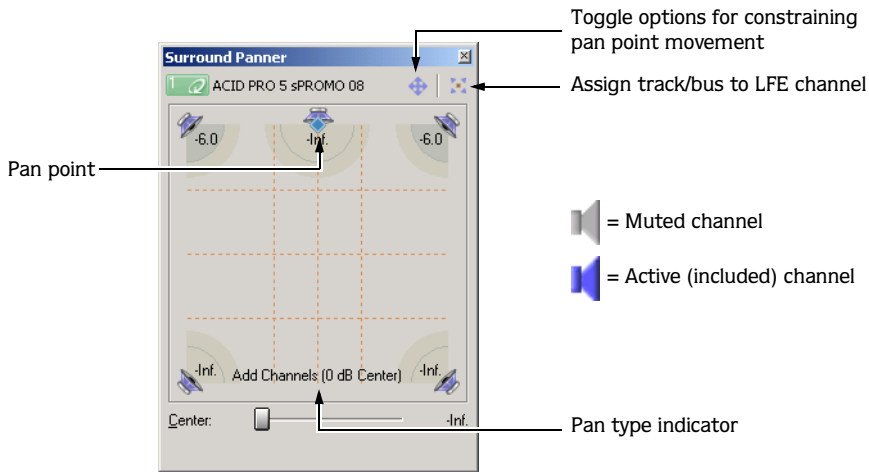 Toggle options for constraining
pan point movement
Surround Panner
1 ACID PRO 5 sPROMO 08
Assign track/bus to LFE channel
-6.0 -Inf. -6.0
Pan point
= Muted channel
= Active (included) channel
-Inf. Add Channels (0 dB Center) -Inf.
Center: -Inf.
Pan type indicator